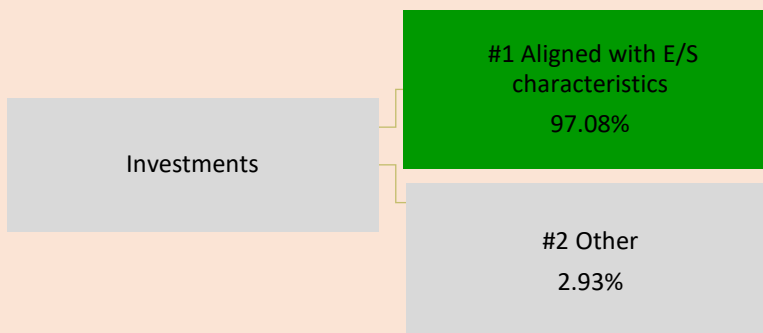 Investments
#1 Aligned with E/S
characteristics
97.08%
#2 Other
2.93%